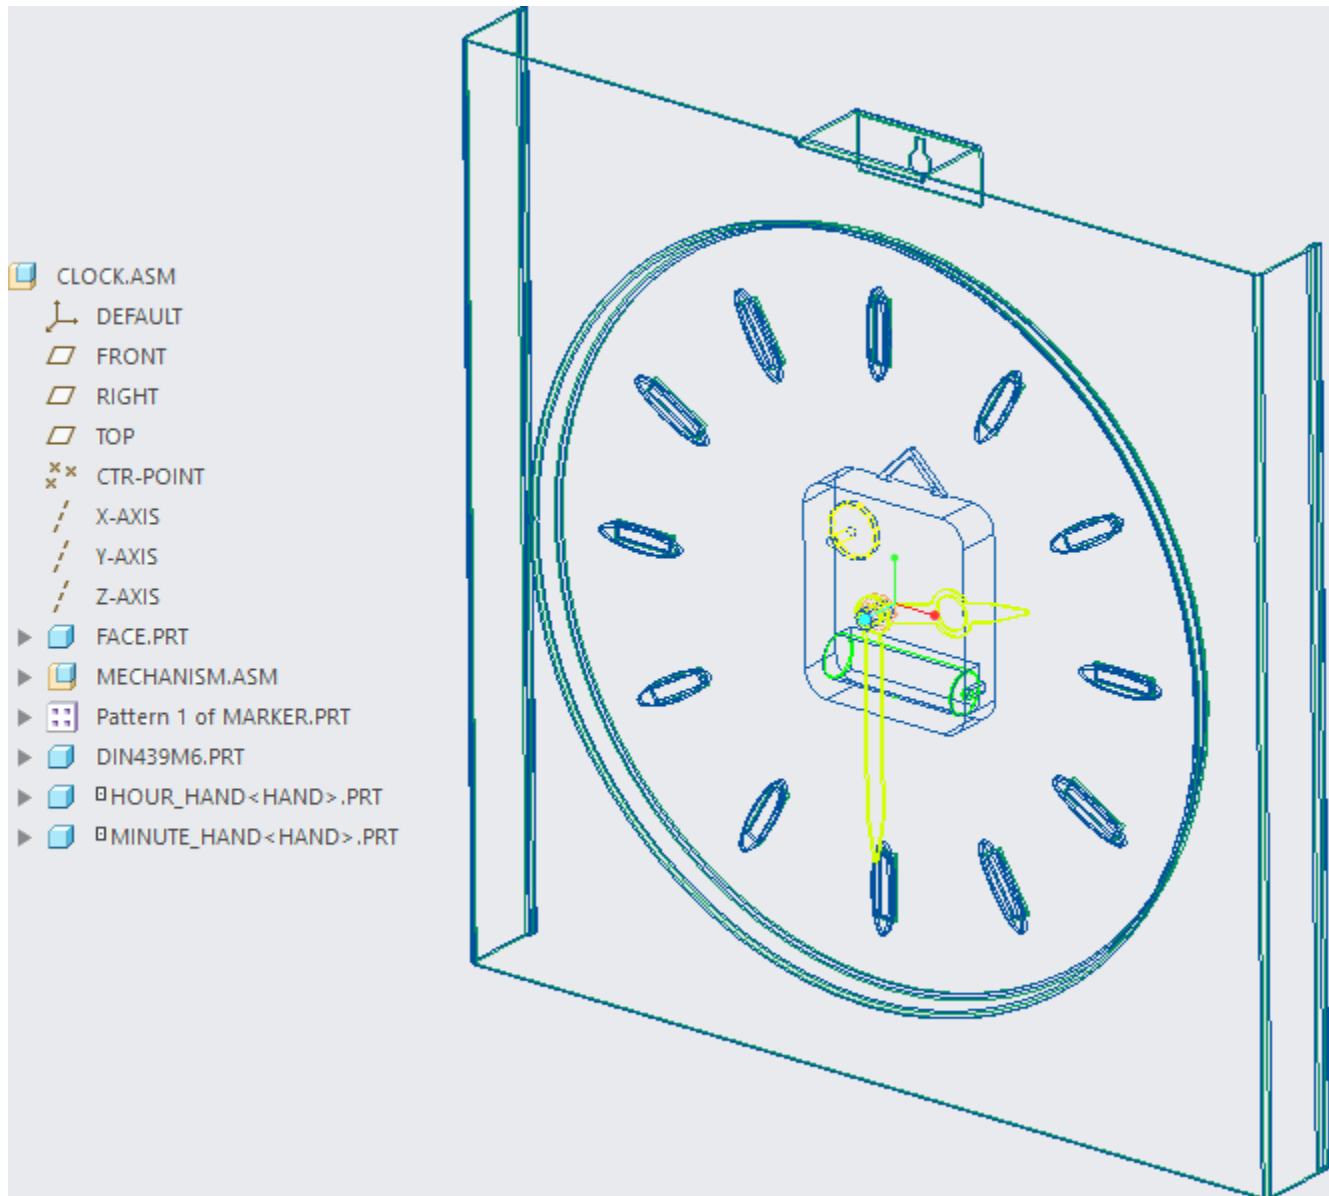 CLOCK.ASM
DEFAULT
FRONT
RIGHT
TOP
CTR-POINT
X-AXIS
Y-AXIS
Z-AXIS
FACE.PRT
MECHANISM.ASM
Pattern 1 of MARKER.PRT
DIN439M6.PRT
HOUR_HAND<HAND>.PRT
MINUTE_HAND<HAND>.PRT